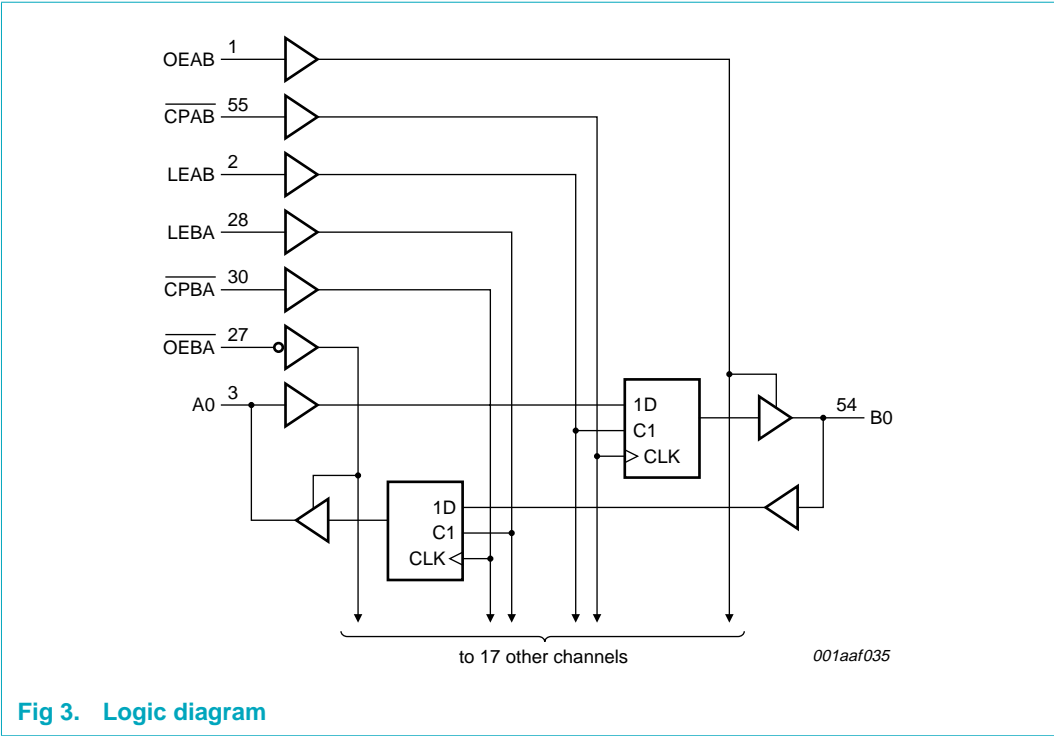 OEAB 1
CPAB 55
LEAB 2
LEBA 28
CPBA 30
OEBA 27
A0 3
1D
C1
CLK
54 B0
1D
C1
CLK
to 17 other channels
001aaf035
Fig 3. Logic diagram